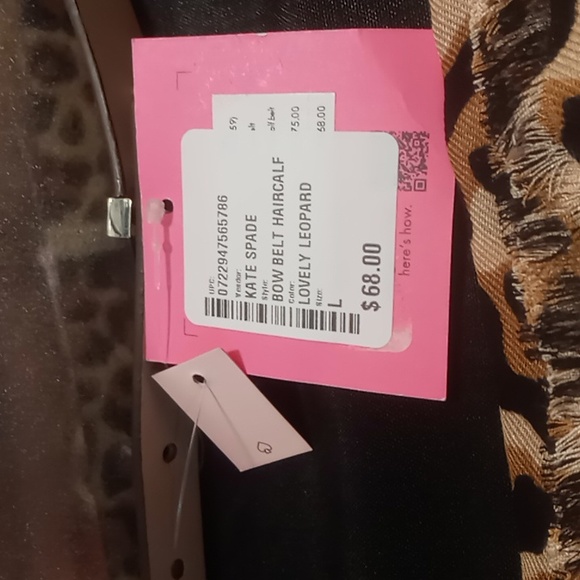 UPC:
0722947565786
Vendor:
KATE SPADE
Style:
BOW BELT HAIRCALF
Color:
LOVELY LEOPARD
Size:
L
$68.00
59)
75.00
68.00
here's how.